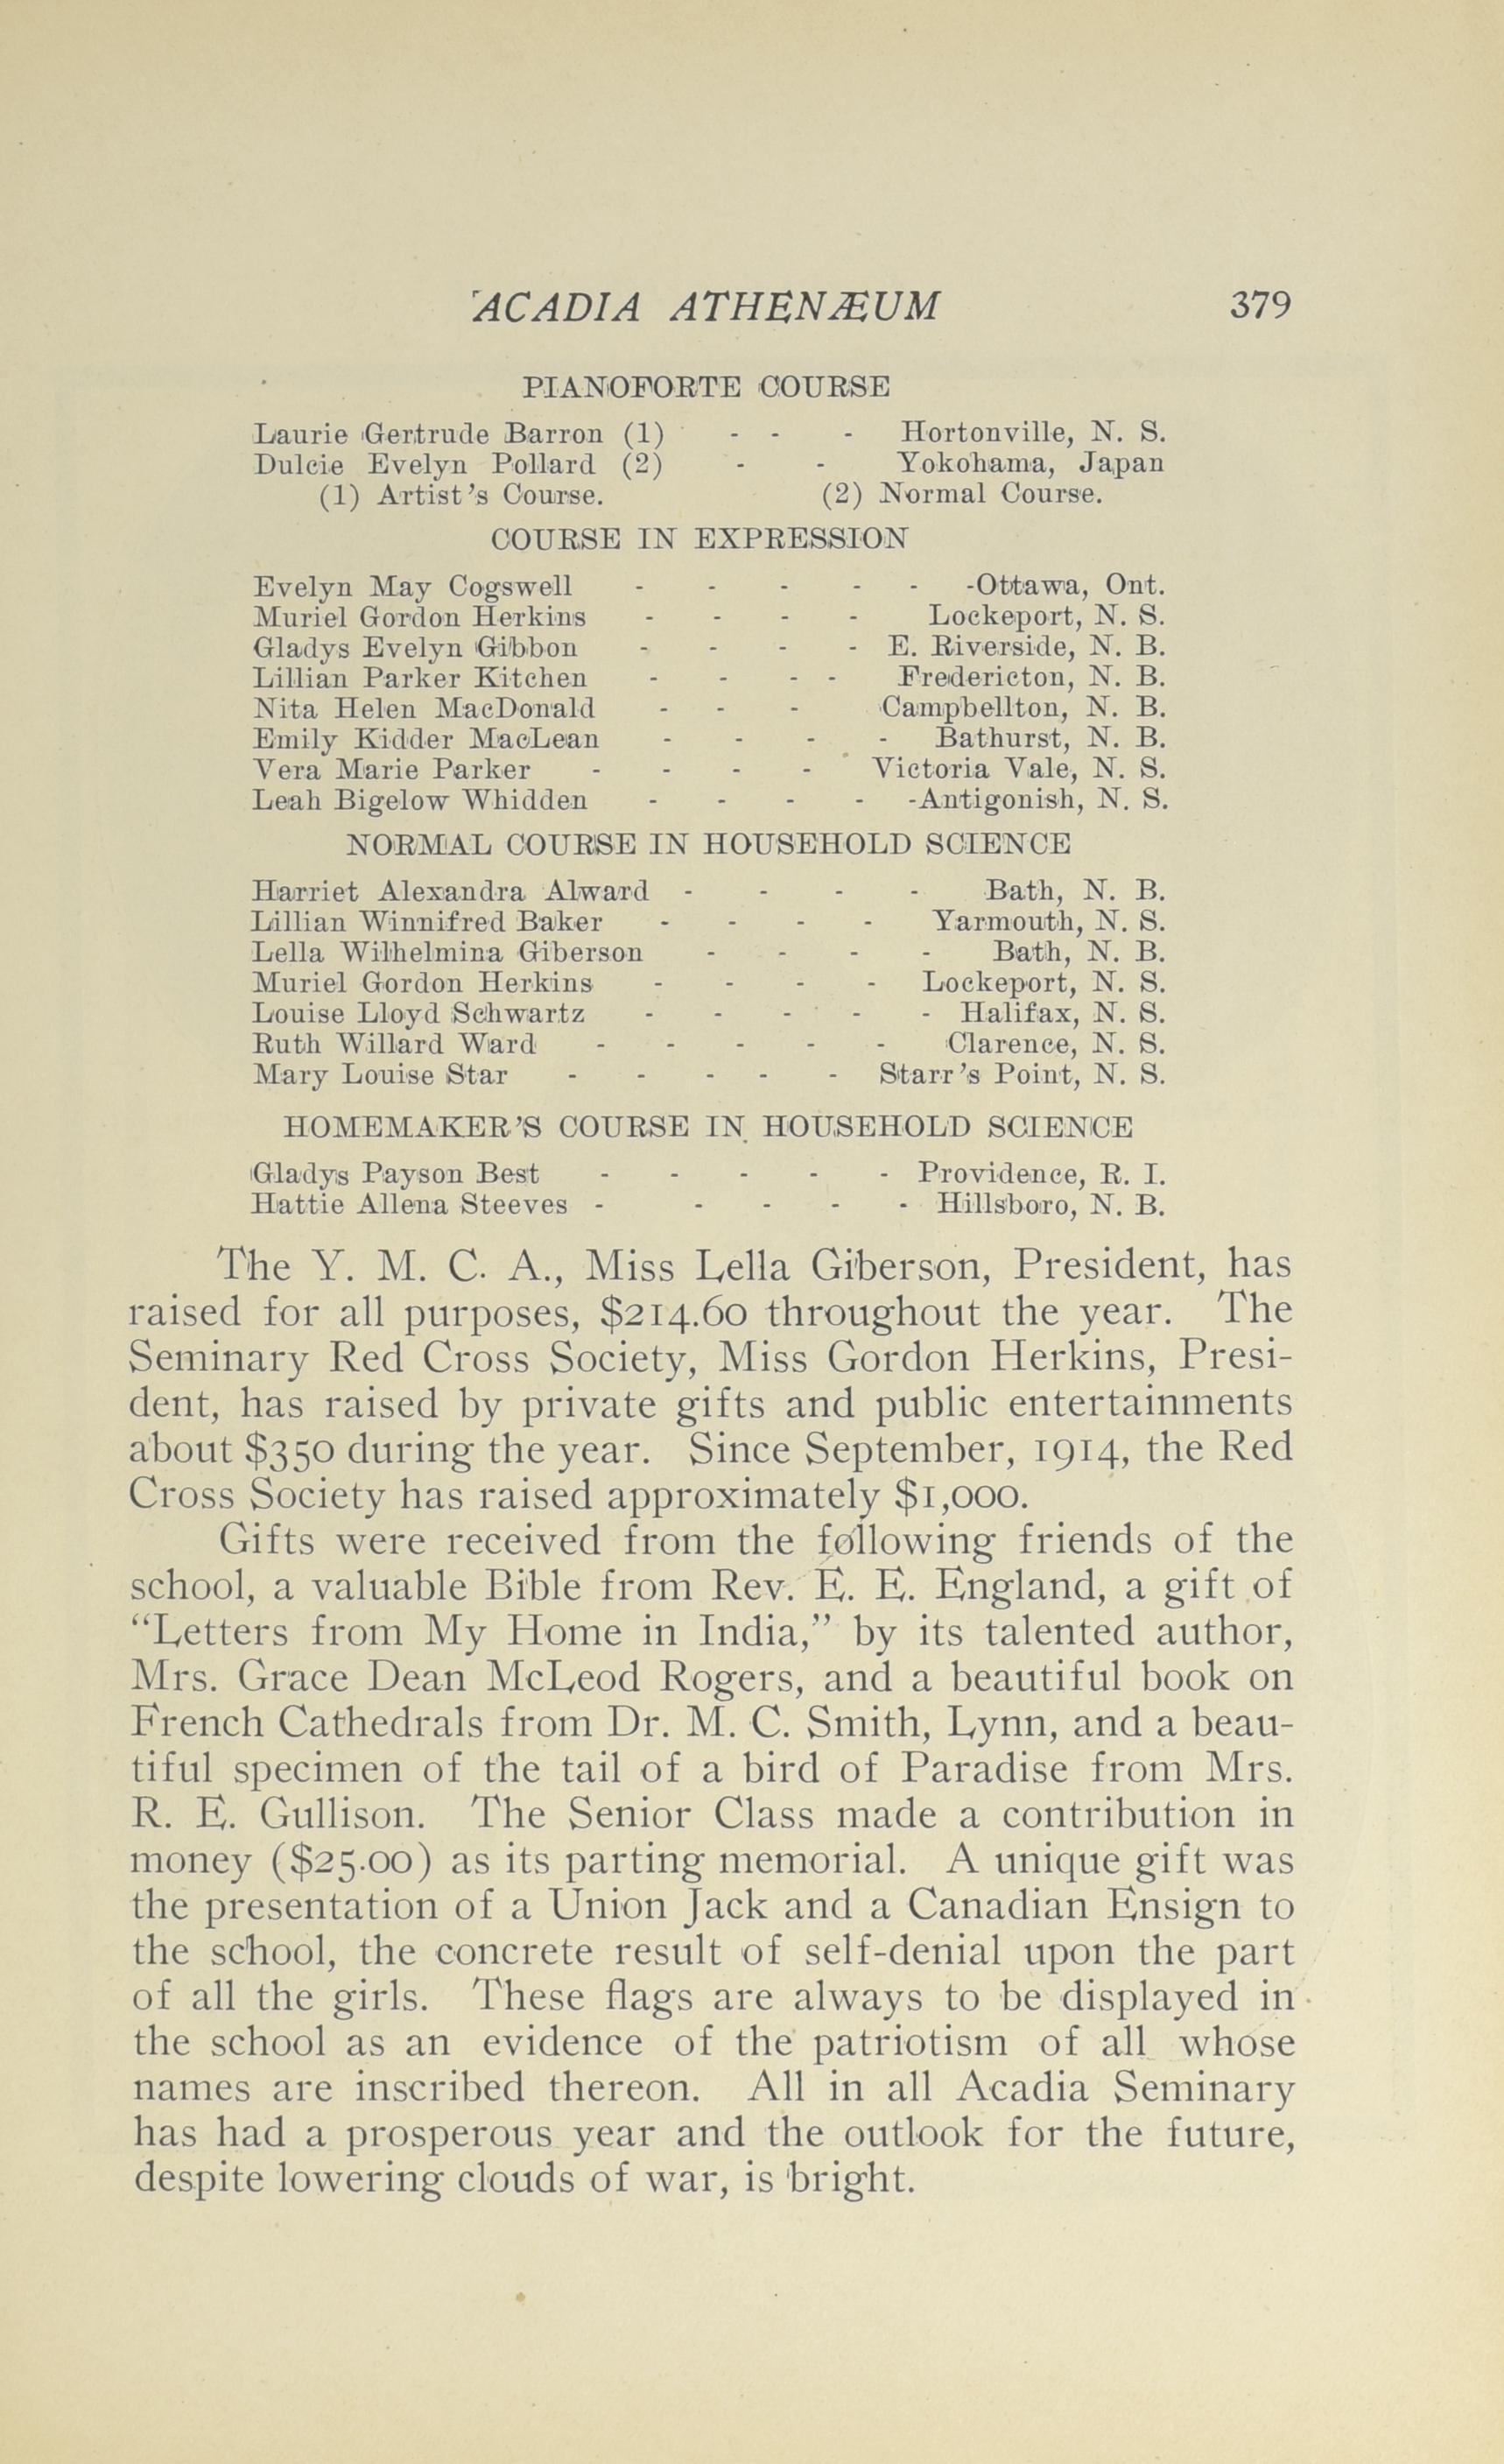 ACADIA ATHENÆUM 379
PIANOFORTE COURSE
Laurie Gertrude Barron (1) - - - Hortonville, N. S.
Dulcie Evelyn Pollard (2) - - Yokohama, Japan
(1) Artist's Course. (2) Normal Course.
COURSE IN EXPRESSION
Evelyn May Cogswell - - - - - -Ottawa, Ont.
Muriel Gordon Herkins - - - - Lockeport, N. S.
Gladys Evelyn Gibbon - - - - E. Riverside, N. B.
Lillian Parker Kitchen - - - - Fredericton, N. B.
Nita Helen MacDonald - - - Campbellton, N. B.
Emily Kidder MacLean - - - - Bathurst, N. B.
Vera Marie Parker - - - - Victoria Vale, N. S.
Leah Bigelow Whidden - - - - -Antigonish, N. S.
NORMAL COURSE IN HOUSEHOLD SCIENCE
Harriet Alexandra Alward - - - - Bath, N. B.
Lillian Winnifred Baker - - - - Yarmouth, N. S.
Lella Wilhelmina Giberson - - - - Bath, N. B.
Muriel Gordon Herkins - - - - Lockeport, N. S.
Louise Lloyd Schwartz - - - - - Halifax, N. S.
Ruth Willard Ward - - - - - Clarence, N. S.
Mary Louise Star - - - - - Starr's Point, N. S.
HOMEMAKER'S COURSE IN HOUSEHOLD SCIENCE
Gladys Payson Best - - - - - Providence, R. I.
Hattie Allena Steeves - - - - - Hillsboro, N. B.
The Y. M. C. A., Miss Lella Giberson, President, has
raised for all purposes, $214.60 throughout the year. The
Seminary Red Cross Society, Miss Gordon Herkins, Presi-
dent, has raised by private gifts and public entertainments
about $350 during the year. Since September, 1914, the Red
Cross Society has raised approximately $1,000.
Gifts were received from the following friends of the
school, a valuable Bible from Rev. E. E. England, a gift of
"Letters from My Home in India," by its talented author,
Mrs. Grace Dean McLeod Rogers, and a beautiful book on
French Cathedrals from Dr. M. C. Smith, Lynn, and a beau-
tiful specimen of the tail of a bird of Paradise from Mrs.
R. E. Gullison. The Senior Class made a contribution in
money ($25.00) as its parting memorial. A unique gift was
the presentation of a Union Jack and a Canadian Ensign to
the school, the concrete result of self-denial upon the part
of all the girls. These flags are always to be displayed in
the school as an evidence of the patriotism of all whose
names are inscribed thereon. All in all Acadia Seminary
has had a prosperous year and the outlook for the future,
despite lowering clouds of war, is bright.